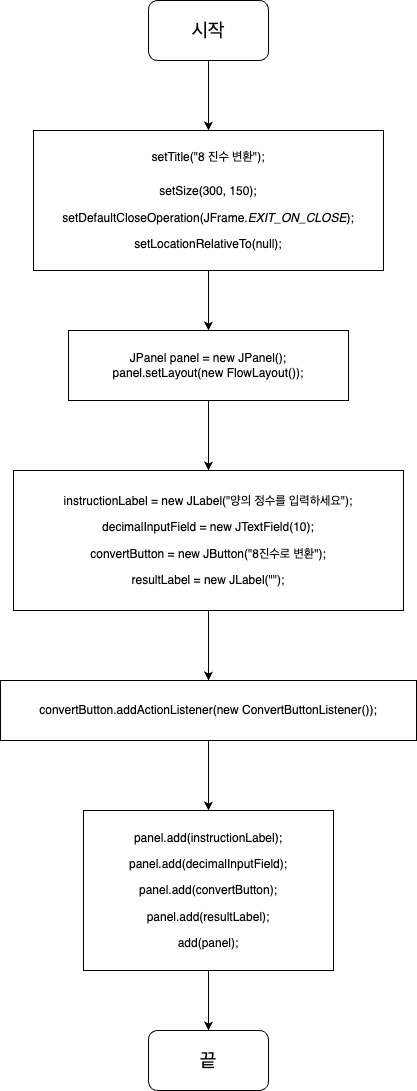 시작
setTitle("8 진수 변환");
setSize(300, 150);
setDefaultCloseOperation(JFrame.EXIT_ON_CLOSE);
setLocationRelativeTo(null);
JPanel panel = new JPanel();
panel.setLayout(new FlowLayout());
instructionLabel = new JLabel("양의 정수를 입력하세요");
decimalInputField = new JTextField(10);
convertButton = new JButton("8진수로 변환");
resultLabel = new JLabel("");
convertButton.addActionListener(new ConvertButtonListener());
panel.add(instructionLabel);
panel.add(decimalInputField);
panel.add(convertButton);
panel.add(resultLabel);
add(panel);
끝